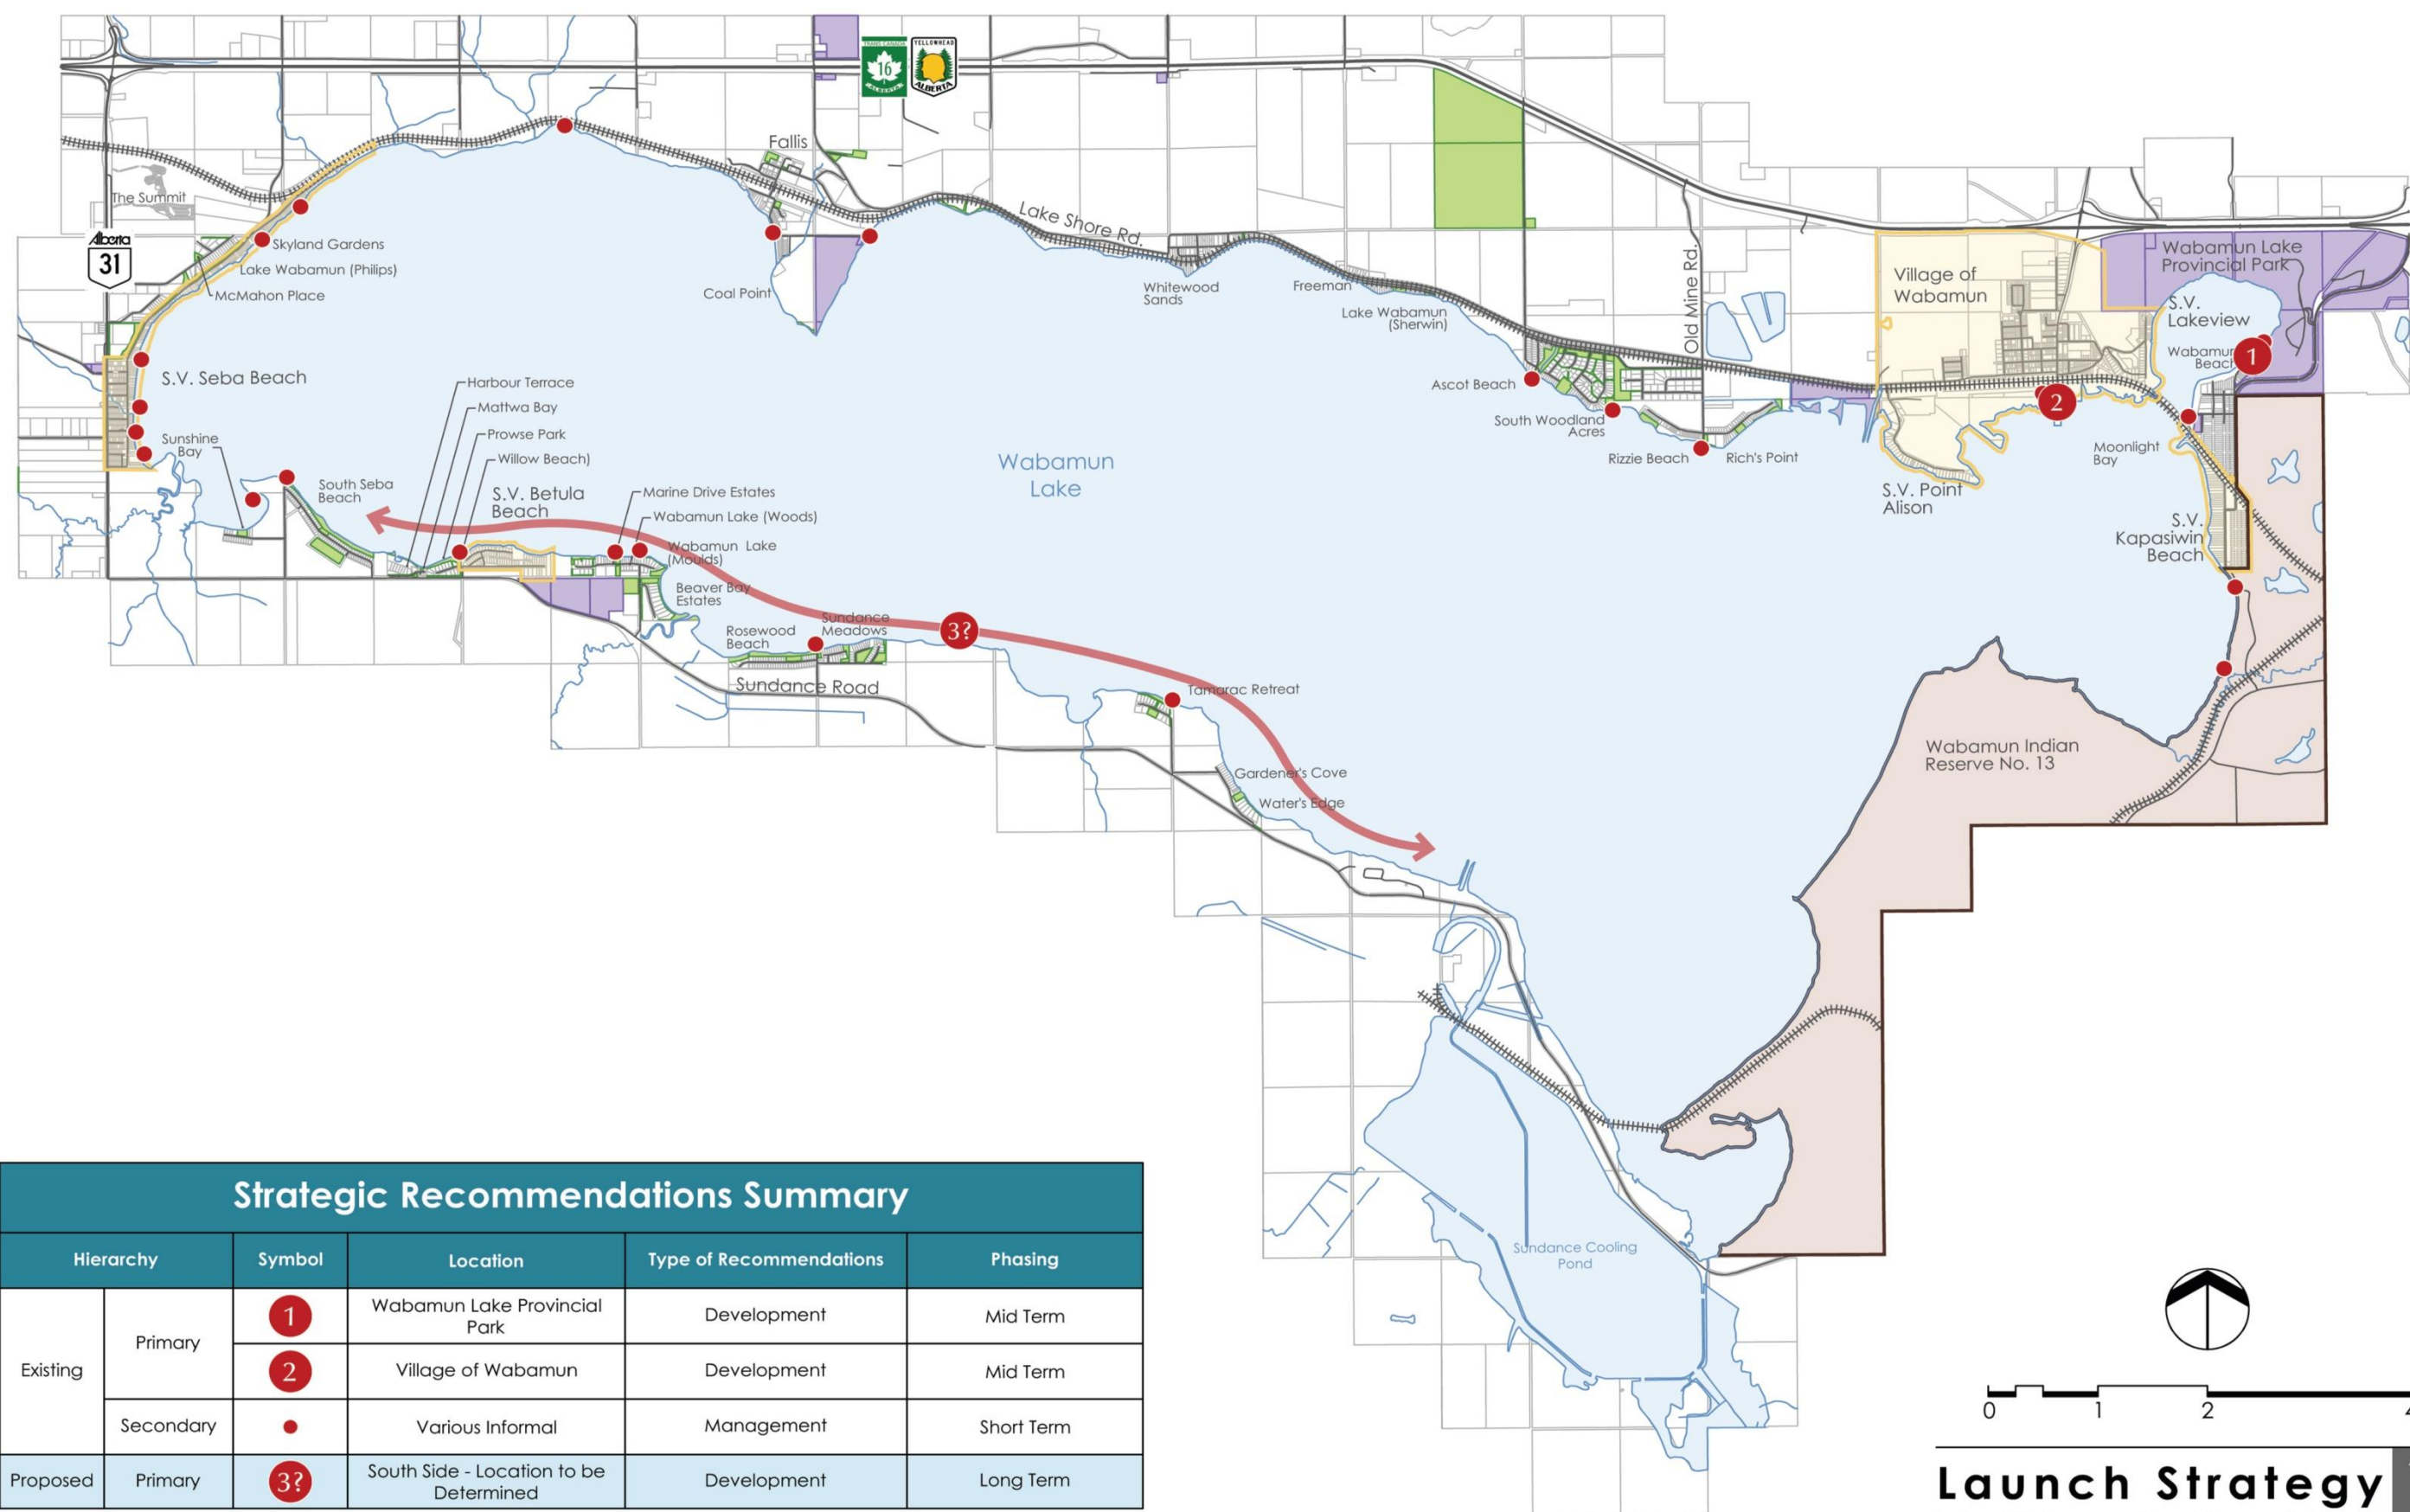 TRANS CANADA
16
ALBERTA
YELLOWHEAD
ALBERTA
Fallis
The Summit
Alberta
31
Skyland Gardens
Lake Wabamun (Philips)
McMahon Place
Coal Point
Lake Shore Rd.
Whitewood
Sands
Freeman
Lake Wabamun
(Sherwin)
Old Mine Rd.
Village of
Wabamun
Wabamun Lake
Provincial Park
S.V.
Lakeview
Wabamun
Beach
1
2
S.V. Seba Beach
Sunshine
Bay
Harbour Terrace
Mattwa Bay
Prowse Park
Willow Beach)
South Seba
Beach
S.V. Betula
Beach
Marine Drive Estates
Wabamun Lake (Woods)
Wabamun Lake
(Moulds)
Beaver Bay
Estates
Rosewood
Beach
Sundance
Meadows
3?
Sundance Road
Wabamun
Lake
Ascot Beach
South Woodland
Acres
Rizzie Beach
Rich's Point
S.V. Point
Alison
Moonlight
Bay
S.V.
Kapasiwin
Beach
Tamarac Retreat
Gardener's Cove
Water's Edge
Wabamun Indian
Reserve No. 13
Sundance Cooling
Pond
Strategic Recommendations Summary
Hierarchy Symbol Location Type of Recommendations Phasing
Existing Primary 1 Wabamun Lake Provincial
Park Development Mid Term
2 Village of Wabamun Development Mid Term
Secondary Various Informal Management Short Term
Proposed Primary 3? South Side - Location to be
Determined Development Long Term
0 1 2
Launch Strategy